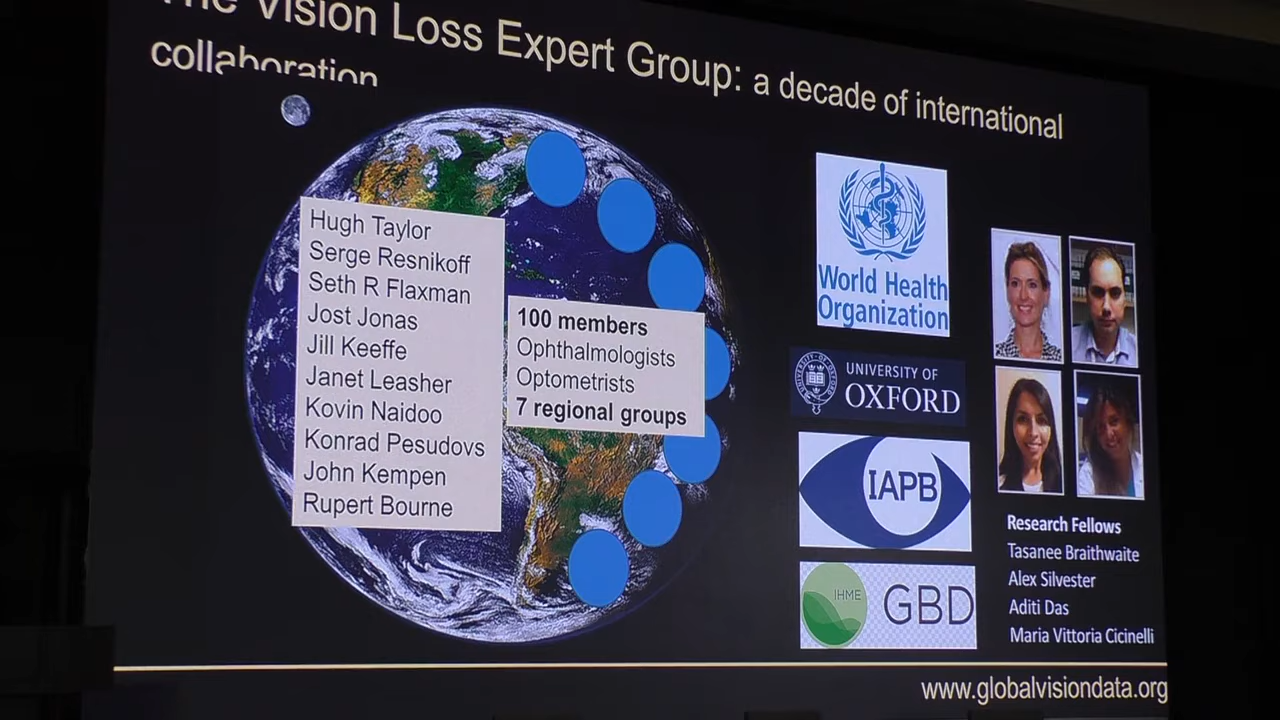 The Vision Loss Expert Group: a decade of international
collaboration
Hugh Taylor
Serge Resnikoff
Seth R Flaxman
Jost Jonas
Jill Keeffe
Janet Leasher
Kovin Naidoo
Konrad Pesudovs
John Kempen
Rupert Bourne
100 members
Ophthalmologists
Optometrists
7 regional groups
World Health
Organization
UNIVERSITY OF
OXFORD
IAPB
IHME
GBD
Research Fellows
Tasanee Braithwaite
Alex Silvester
Aditi Das
Maria Vittoria Cicinelli
www.globalvisiondata.org